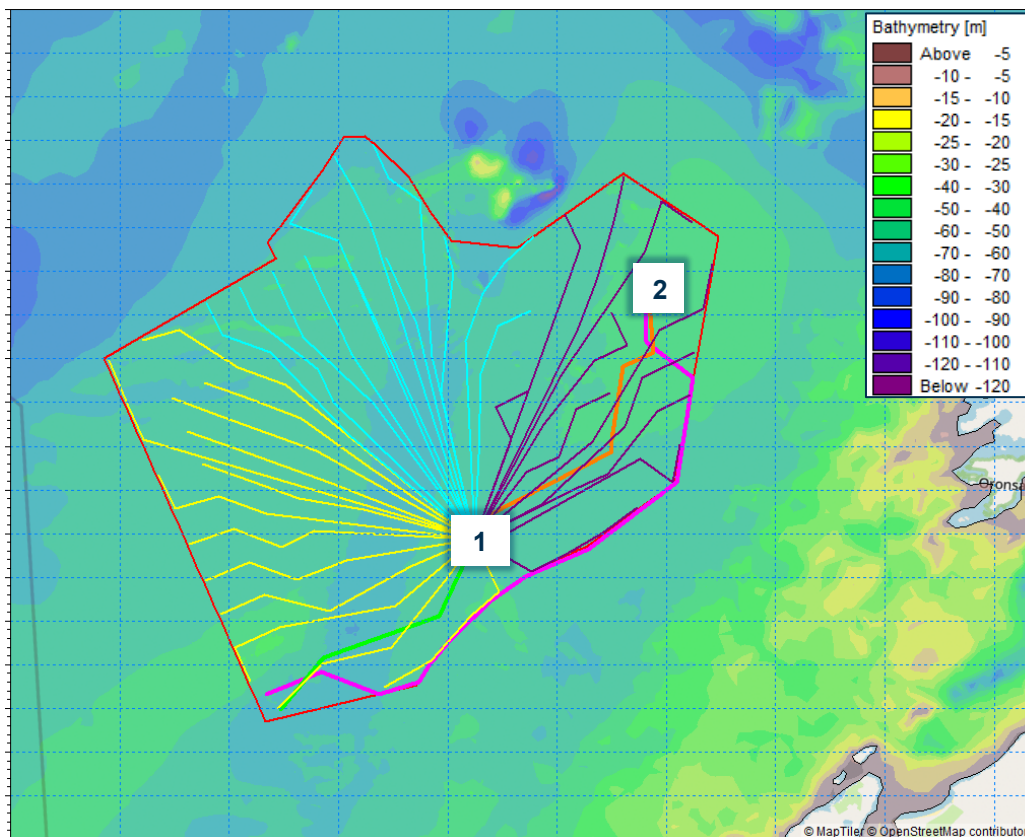 Bathymetry [m]
Above -5
-10 - -5
-15 - -10
-20 - -15
-25 - -20
-30 - -25
-40 - -30
-50 - -40
-60 - -50
-70 - -60
-80 - -70
-90 - -80
-100 - -90
-110 - -100
-120 - -110
Below -120
2
1
© MapTiler © OpenStreetMap contributo